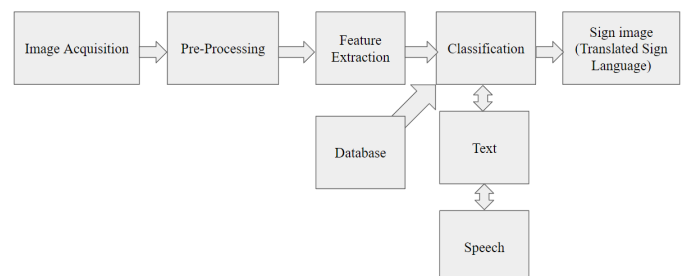 Image Acquisition
Pre-Processing
Feature
Extraction
Classification
Sign image
(Translated Sign
Language)
Database
Text
Speech